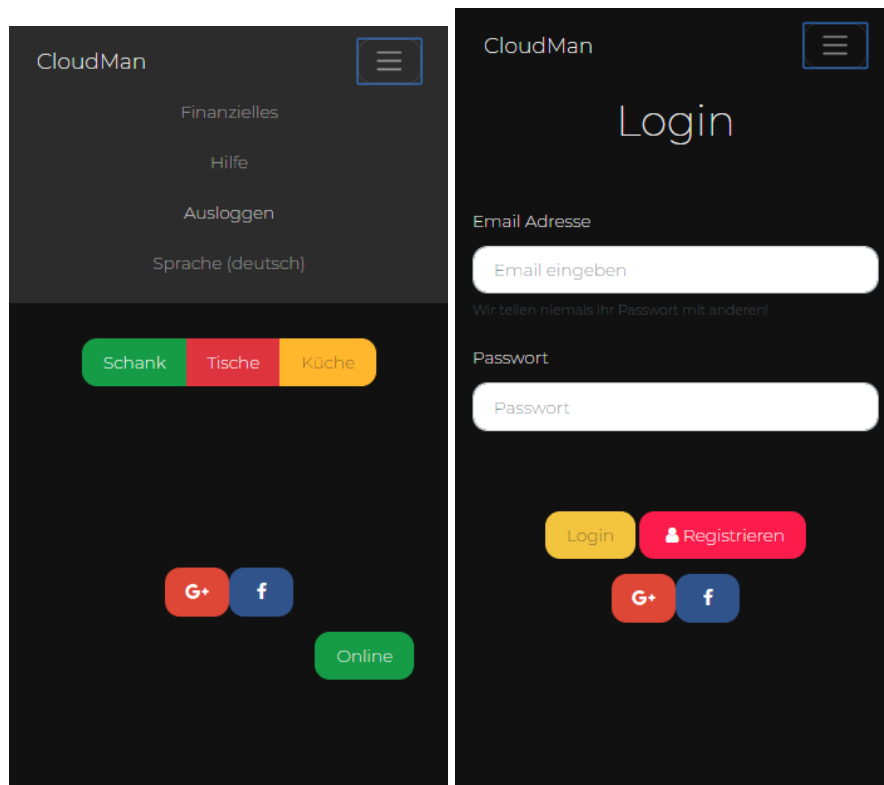 CloudMan
Finanzielles
Hilfe
Ausloggen
Sprache (deutsch)
Schank Tische Küche
G+ f
Online
CloudMan
Login
Email Adresse
Email eingeben
Wir teilen niemals ihr Passwort mit anderen!
Passwort
Passwort
Login Registrieren
G+ f